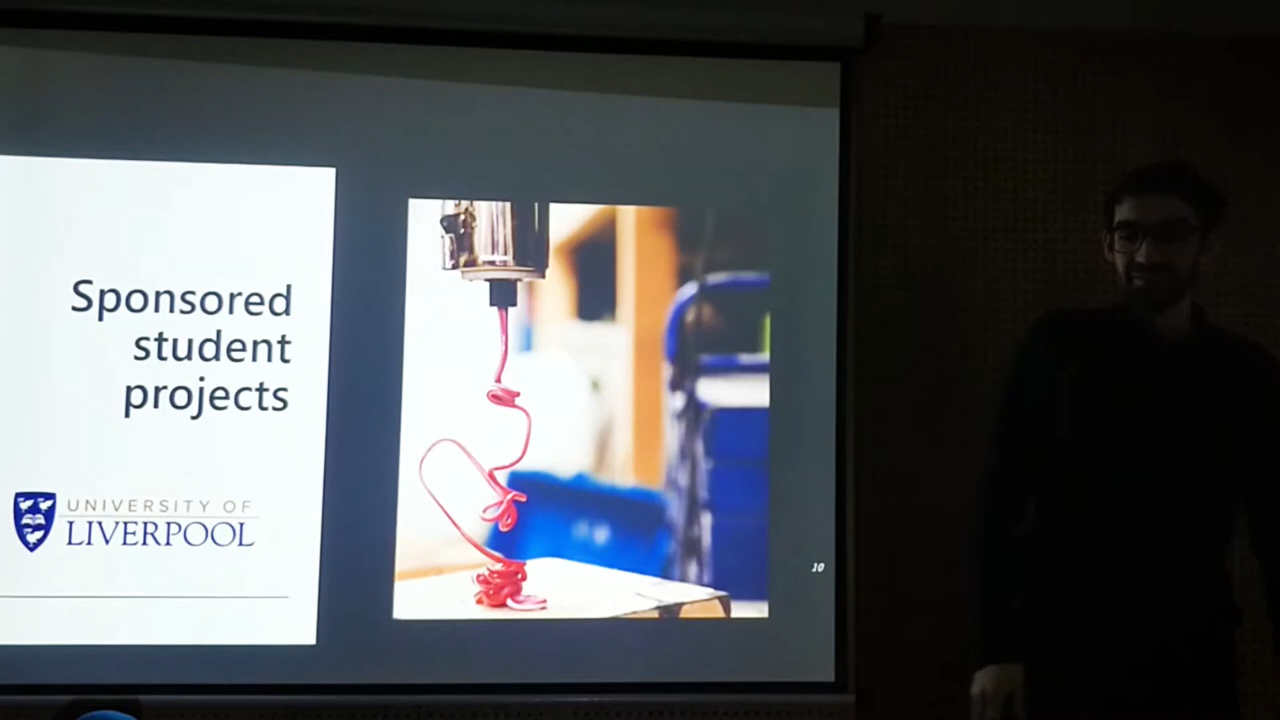 Sponsored
student
projects
UNIVERSITY OF
LIVERPOOL
10